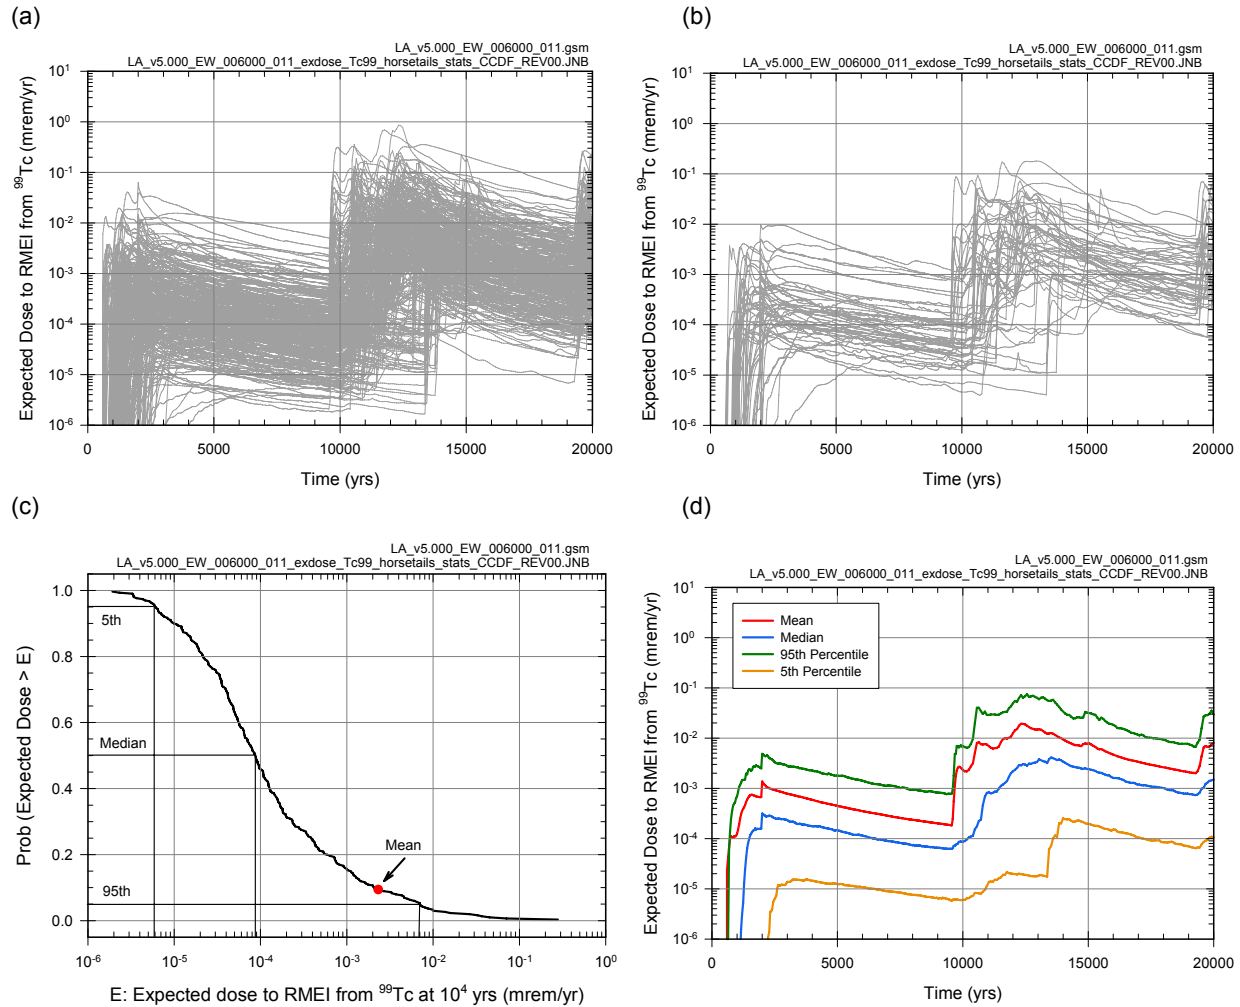 (a)
LA_v5.000_EW_006000_011.gsm
LA_v5.000_EW_006000_011_exdose_Tc99_horsetails_stats_CCDF_REV00.JNB
Expected Dose to RMEI from ⁹⁹Tc (mrem/yr)
10¹
10⁰
10⁻¹
10⁻²
10⁻³
10⁻⁴
10⁻⁵
10⁻⁶
0 5000 10000 15000 20000
Time (yrs)
(b)
LA_v5.000_EW_006000_011.gsm
LA_v5.000_EW_006000_011_exdose_Tc99_horsetails_stats_CCDF_REV00.JNB
Expected Dose to RMEI from ⁹⁹Tc (mrem/yr)
10¹
10⁰
10⁻¹
10⁻²
10⁻³
10⁻⁴
10⁻⁵
10⁻⁶
0 5000 10000 15000 20000
Time (yrs)
(c)
LA_v5.000_EW_006000_011.gsm
LA_v5.000_EW_006000_011_exdose_Tc99_horsetails_stats_CCDF_REV00.JNB
Prob (Expected Dose > E)
1.0
0.8
0.6
0.4
0.2
0.0
5th
Median
Mean
95th
10⁻⁶ 10⁻⁵ 10⁻⁴ 10⁻³ 10⁻² 10⁻¹ 10⁰
E: Expected dose to RMEI from ⁹⁹Tc at 10⁴ yrs (mrem/yr)
(d)
LA_v5.000_EW_006000_011.gsm
LA_v5.000_EW_006000_011_exdose_Tc99_horsetails_stats_CCDF_REV00.JNB
Expected Dose to RMEI from ⁹⁹Tc (mrem/yr)
10¹
10⁰
10⁻¹
10⁻²
10⁻³
10⁻⁴
10⁻⁵
10⁻⁶
Mean
Median
95th Percentile
5th Percentile
0 5000 10000 15000 20000
Time (yrs)